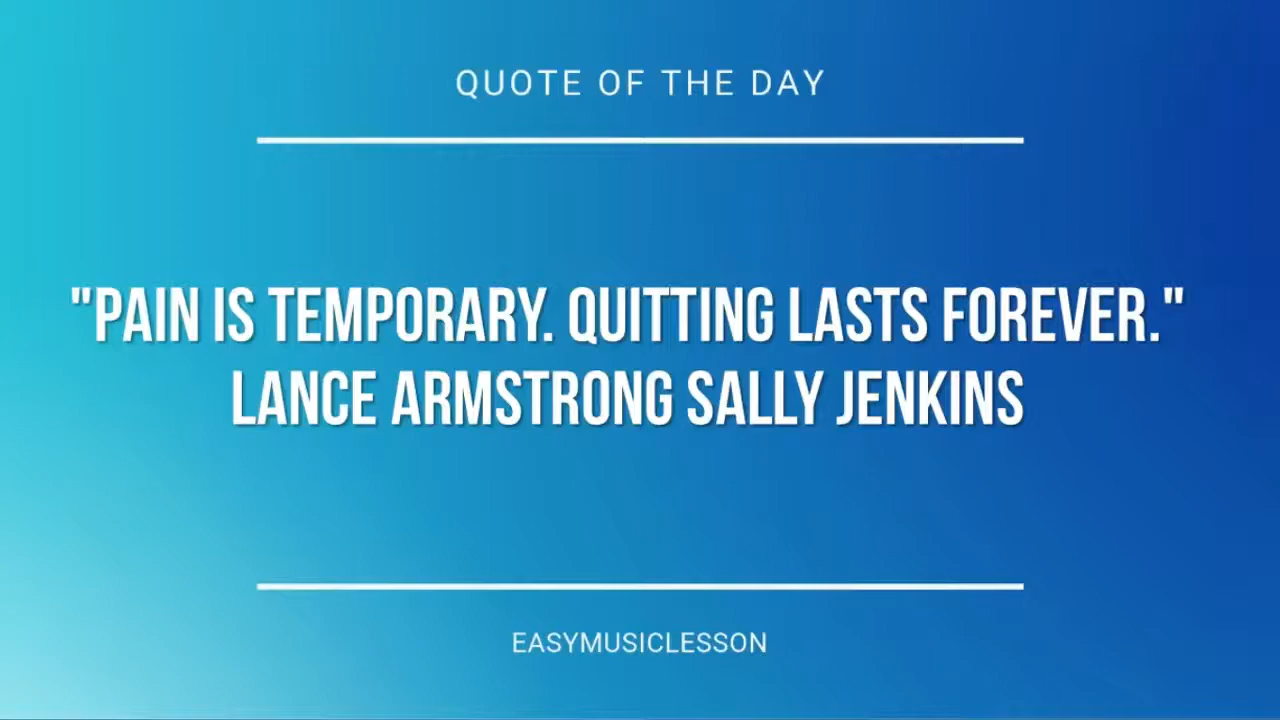 QUOTE OF THE DAY
"PAIN IS TEMPORARY. QUITTING LASTS FOREVER."
LANCE ARMSTRONG SALLY JENKINS
EASYMUSICLESSON